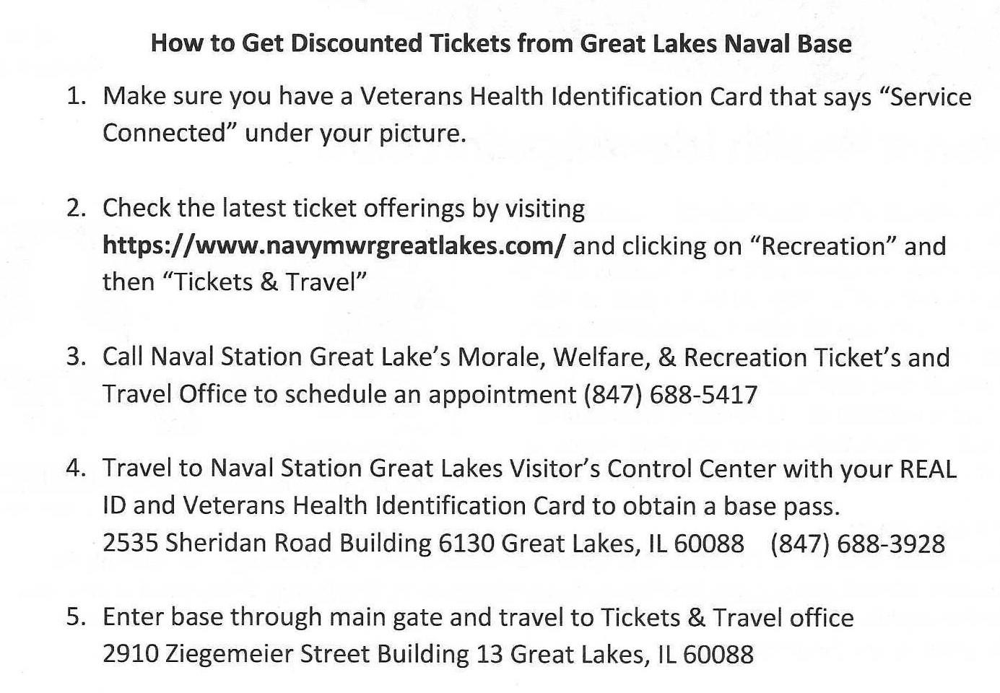 How to Get Discounted Tickets from Great Lakes Naval Base
1. Make sure you have a Veterans Health Identification Card that says “Service
Connected” under your picture.
2. Check the latest ticket offerings by visiting
https://www.navymwrgreatlakes.com/ and clicking on “Recreation” and
then “Tickets & Travel”
3. Call Naval Station Great Lake’s Morale, Welfare, & Recreation Ticket’s and
Travel Office to schedule an appointment (847) 688-5417
4. Travel to Naval Station Great Lakes Visitor’s Control Center with your REAL
ID and Veterans Health Identification Card to obtain a base pass.
2535 Sheridan Road Building 6130 Great Lakes, IL 60088 (847) 688-3928
5. Enter base through main gate and travel to Tickets & Travel office
2910 Ziegemeier Street Building 13 Great Lakes, IL 60088